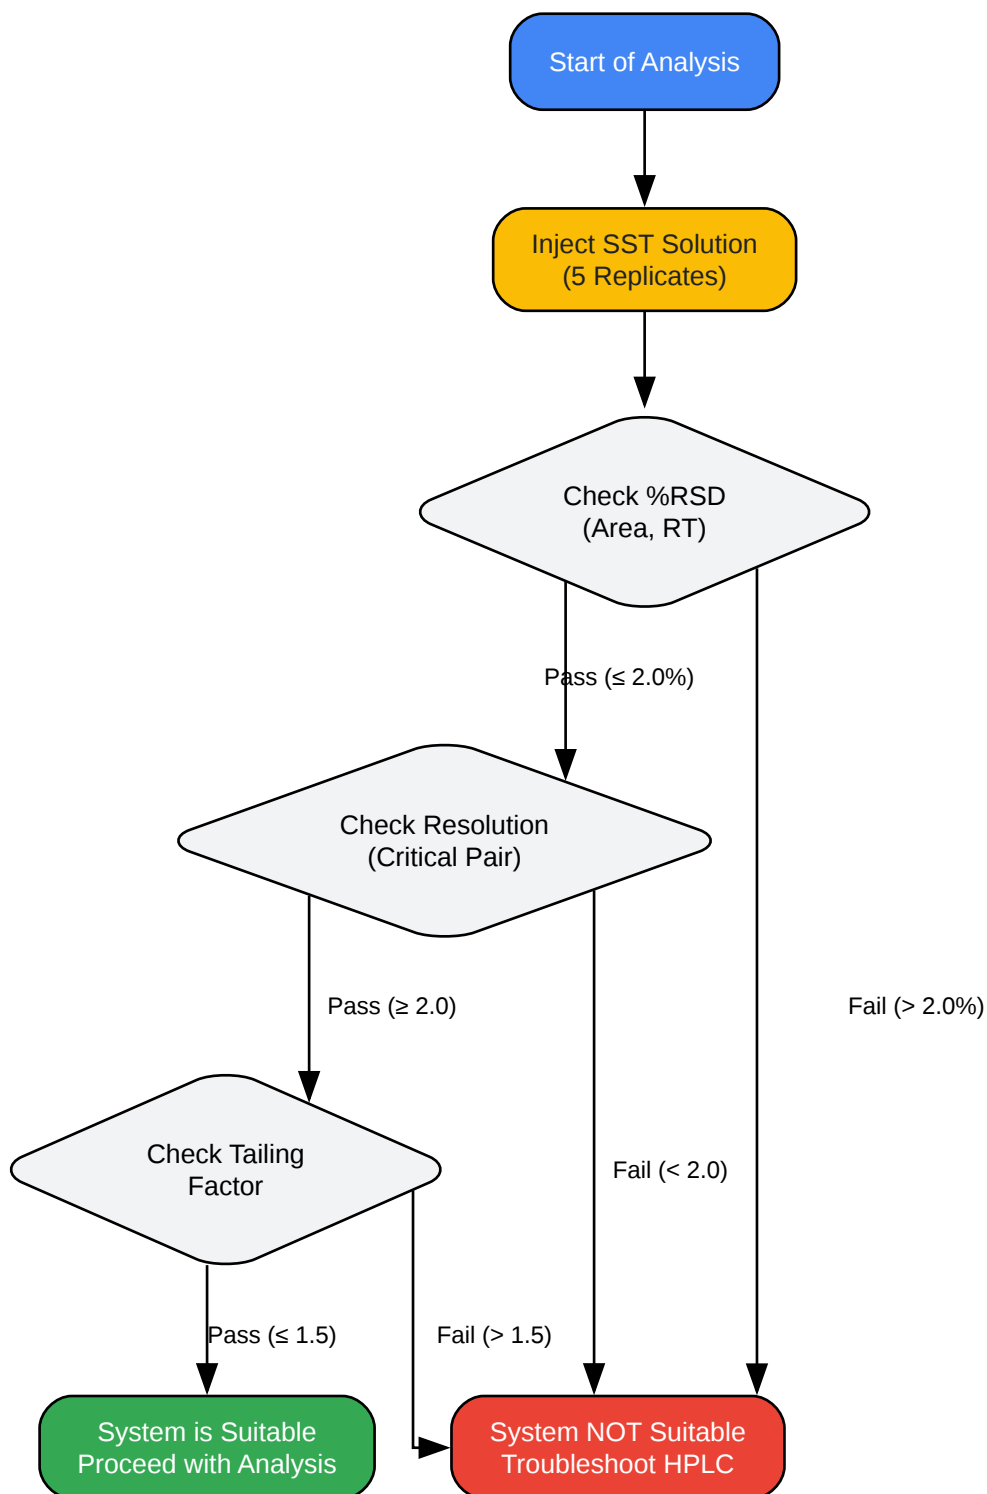 Start of Analysis
Inject SST Solution
(5 Replicates)
Check %RSD
(Area, RT)
Pass (≤ 2.0%)
Check Resolution
(Critical Pair)
Pass (≥ 2.0)
Fail (> 2.0%)
Check Tailing
Factor
Fail (< 2.0)
Pass (≤ 1.5)
Fail (> 1.5)
System is Suitable
Proceed with Analysis
System NOT Suitable
Troubleshoot HPLC